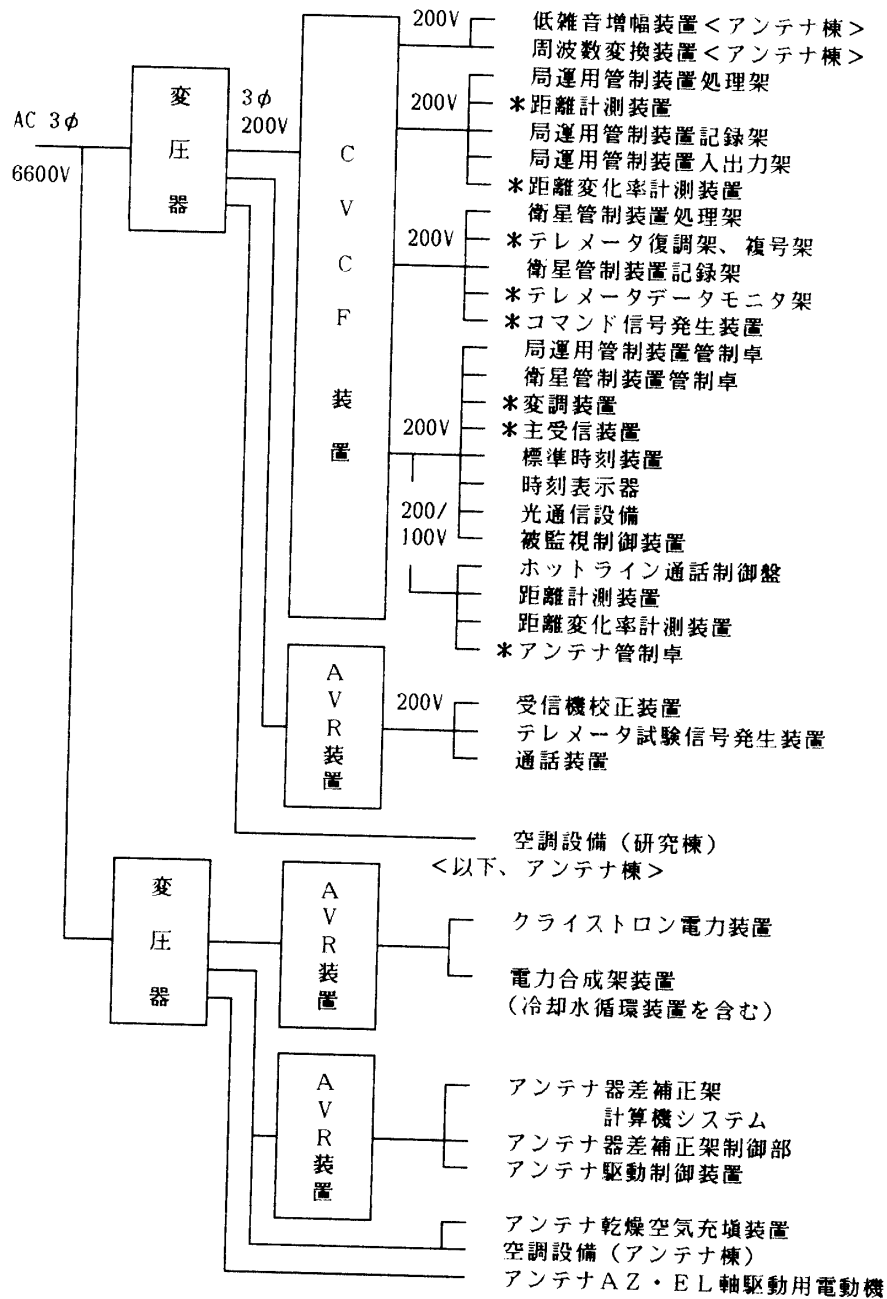 200V
低雑音増幅装置<アンテナ棟>
周波数変換装置<アンテナ棟>
変圧器
3φ
200V
AC 3φ
6600V
CVCF装置
200V
局運用管制装置処理架
*距離計測装置
局運用管制装置記録架
局運用管制装置入出力架
*距離変化率計測装置
200V
衛星管制装置処理架
*テレメータ復調架、複号架
衛星管制装置記録架
*テレメータデータモニタ架
*コマンド信号発生装置
200V
局運用管制装置管制卓
衛星管制装置管制卓
*変調装置
*主受信装置
標準時刻装置
時刻表示器
光通信設備
被監視制御装置
200/
100V
ホットライン通話制御盤
距離計測装置
距離変化率計測装置
*アンテナ管制卓
AVR装置
200V
受信機校正装置
テレメータ試験信号発生装置
通話装置
空調設備(研究棟)
<以下、アンテナ棟>
変圧器
AVR装置
クライストロン電力装置
電力合成架装置
(冷却水循環装置を含む)
AVR装置
アンテナ器差補正架
計算機システム
アンテナ器差補正架制御部
アンテナ駆動制御装置
アンテナ乾燥空気充塡装置
空調設備(アンテナ棟)
アンテナAZ・EL軸駆動用電動機